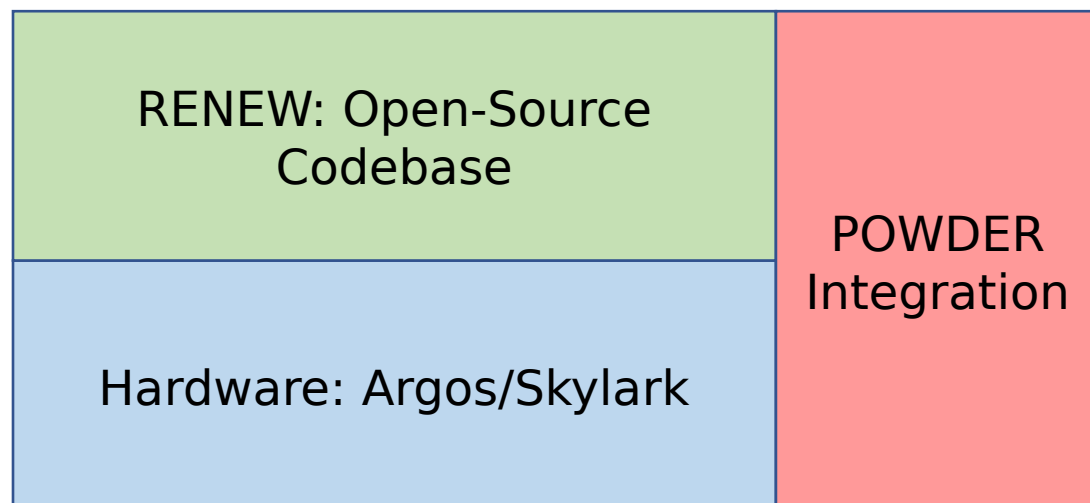 RENEW: Open-Source
Codebase
Hardware: Argos/Skylark
POWDER
Integration